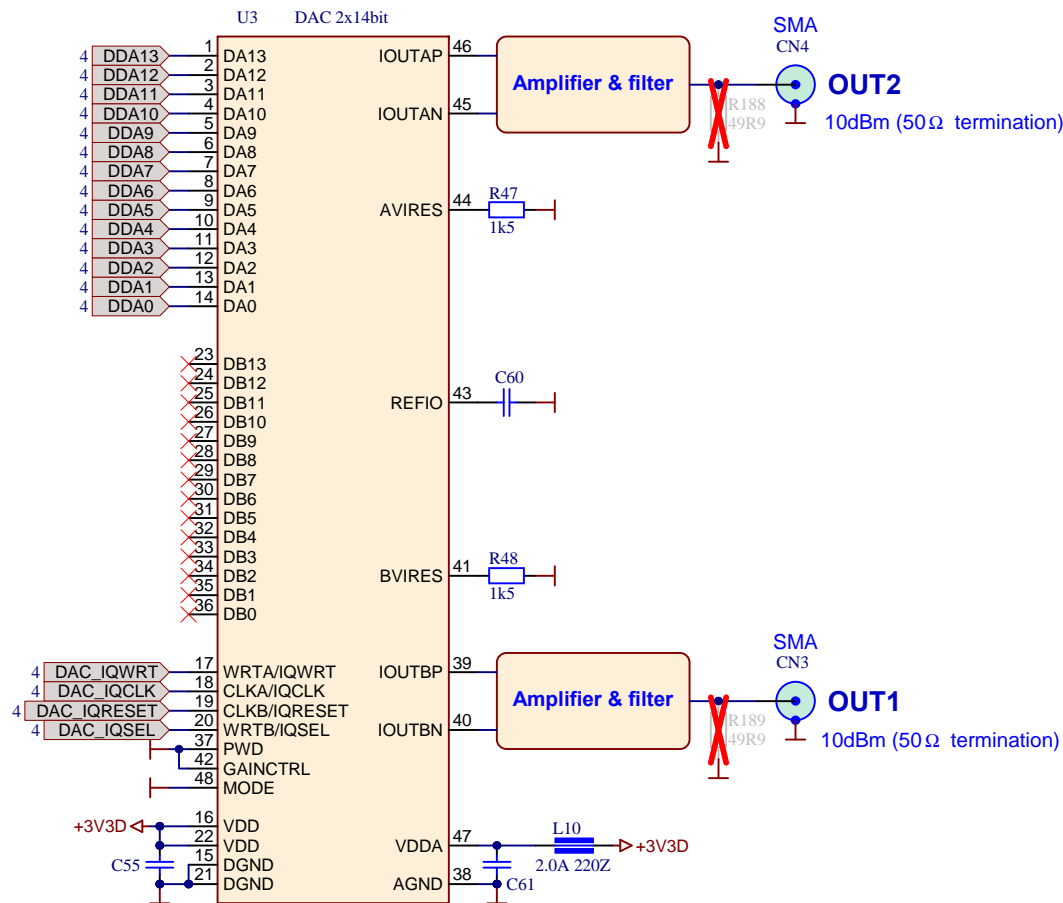 U3 DAC 2x14bit
4 DDA13 1 DA13
4 DDA12 2 DA12
4 DDA11 3 DA11
4 DDA10 4 DA10
4 DDA9 5 DA9
4 DDA8 6 DA8
4 DDA7 7 DA7
4 DDA6 8 DA6
4 DDA5 9 DA5
4 DDA4 10 DA4
4 DDA3 11 DA3
4 DDA2 12 DA2
4 DDA1 13 DA1
4 DDA0 14 DA0
23 DB13
24 DB12
25 DB11
26 DB10
27 DB9
28 DB8
29 DB7
30 DB6
31 DB5
32 DB4
33 DB3
34 DB2
35 DB1
36 DB0
4 DAC_IQWRT 17 WRTA/IQWRT
4 DAC_IQCLK 18 CLKA/IQCLK
4 DAC_IQRESET 19 CLKB/IQRESET
4 DAC_IQSEL 20 WRTB/IQSEL
37 PWD
42 GAINCTRL
48 MODE
+3V3D 16 VDD
22 VDD
C55 15 DGND
21 DGND
IOUTAP 46
IOUTAN 45
Amplifier & filter
R188
49R9
SMA
CN4
OUT2
10dBm (50Ω termination)
AVIRES 44 R47
1k5
REFIO 43 C60
BVIRES 41 R48
1k5
IOUTBP 39
IOUTBN 40
Amplifier & filter
R189
49R9
SMA
CN3
OUT1
10dBm (50Ω termination)
VDDA 47 L10 +3V3D
2.0A 220Z
AGND 38 C61